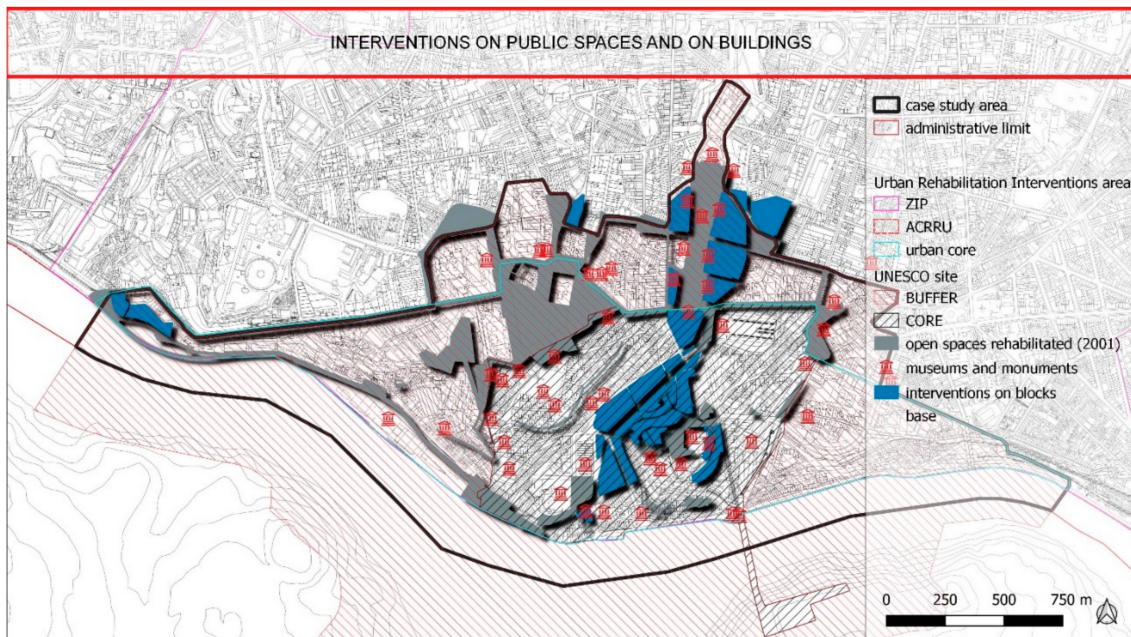 INTERVENTIONS ON PUBLIC SPACES AND ON BUILDINGS
case study area
administrative limit
Urban Rehabilitation Interventions area
ZIP
ACRRU
urban core
UNESCO site
BUFFER
CORE
open spaces rehabilitated (2001)
museums and monuments
interventions on blocks
base
0 250 500 750 m